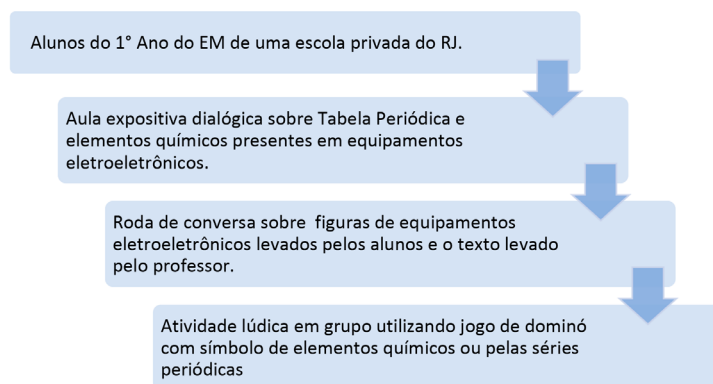 Alunos do 1° Ano do EM de uma escola privada do RJ.
Aula expositiva dialógica sobre Tabela Periódica e
elementos químicos presentes em equipamentos
eletroeletrônicos.
Roda de conversa sobre figuras de equipamentos
eletroeletrônicos levados pelos alunos e o texto levado
pelo professor.
Atividade lúdica em grupo utilizando jogo de dominó
com símbolo de elementos químicos ou pelas séries
periódicas